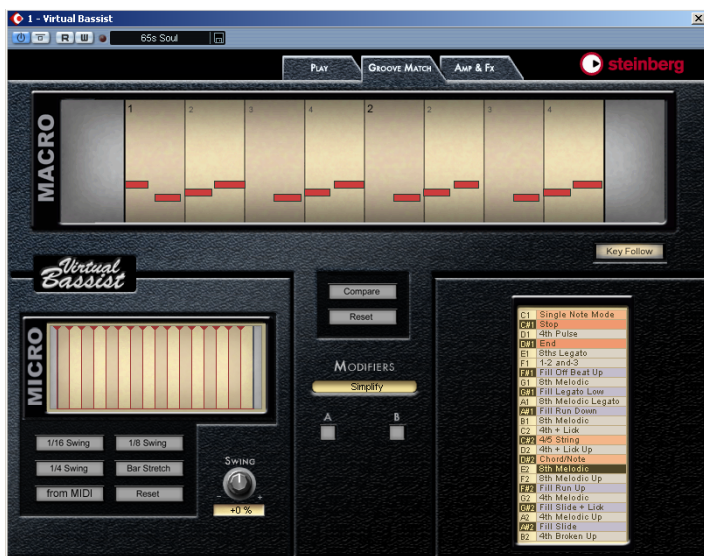 1 - Virtual Bassist
R W 65s Soul
PLAY GROOVE MATCH AMP & FX steinberg
MACRO
1 2 3 4 2 2 3 4
Key Follow
Virtual Bassist
MICRO
1/16 Swing 1/8 Swing
1/4 Swing Bar Stretch
from MIDI Reset
SWING
- +
+0 %
Compare
Reset
MODIFIERS
Simplify
A B
C1 Single Note Mode
C#1 Stop
D1 4th Pulse
D#1 End
E1 8ths Legato
F1 1-2 and-3
F#1 Fill Off Beat Up
G1 8th Melodic
G#1 Fill Legato Low
A1 8th Melodic Legato
A#1 Fill Run Down
B1 8th Melodic
C2 4th + Lick
C#2 4/5 String
D2 4th + Lick Up
D#2 Chord/Note
E2 8th Melodic
F2 8th Melodic Up
F#2 Fill Run Up
G2 4th Melodic
G#2 Fill Slide + Lick
A2 4th Melodic Up
A#2 Fill Slide
B2 4th Broken Up